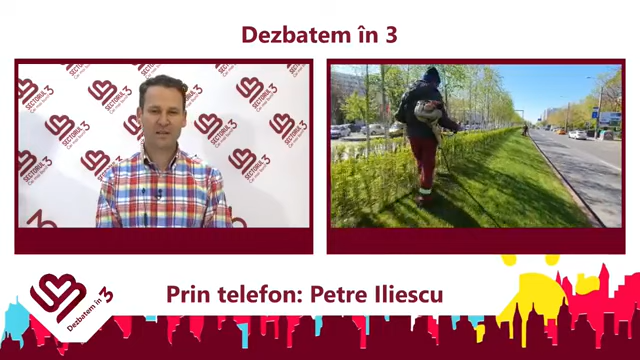 Dezbatem în 3
SECTORUL 3
Prin telefon: Petre Iliescu
Dezbatem în 3